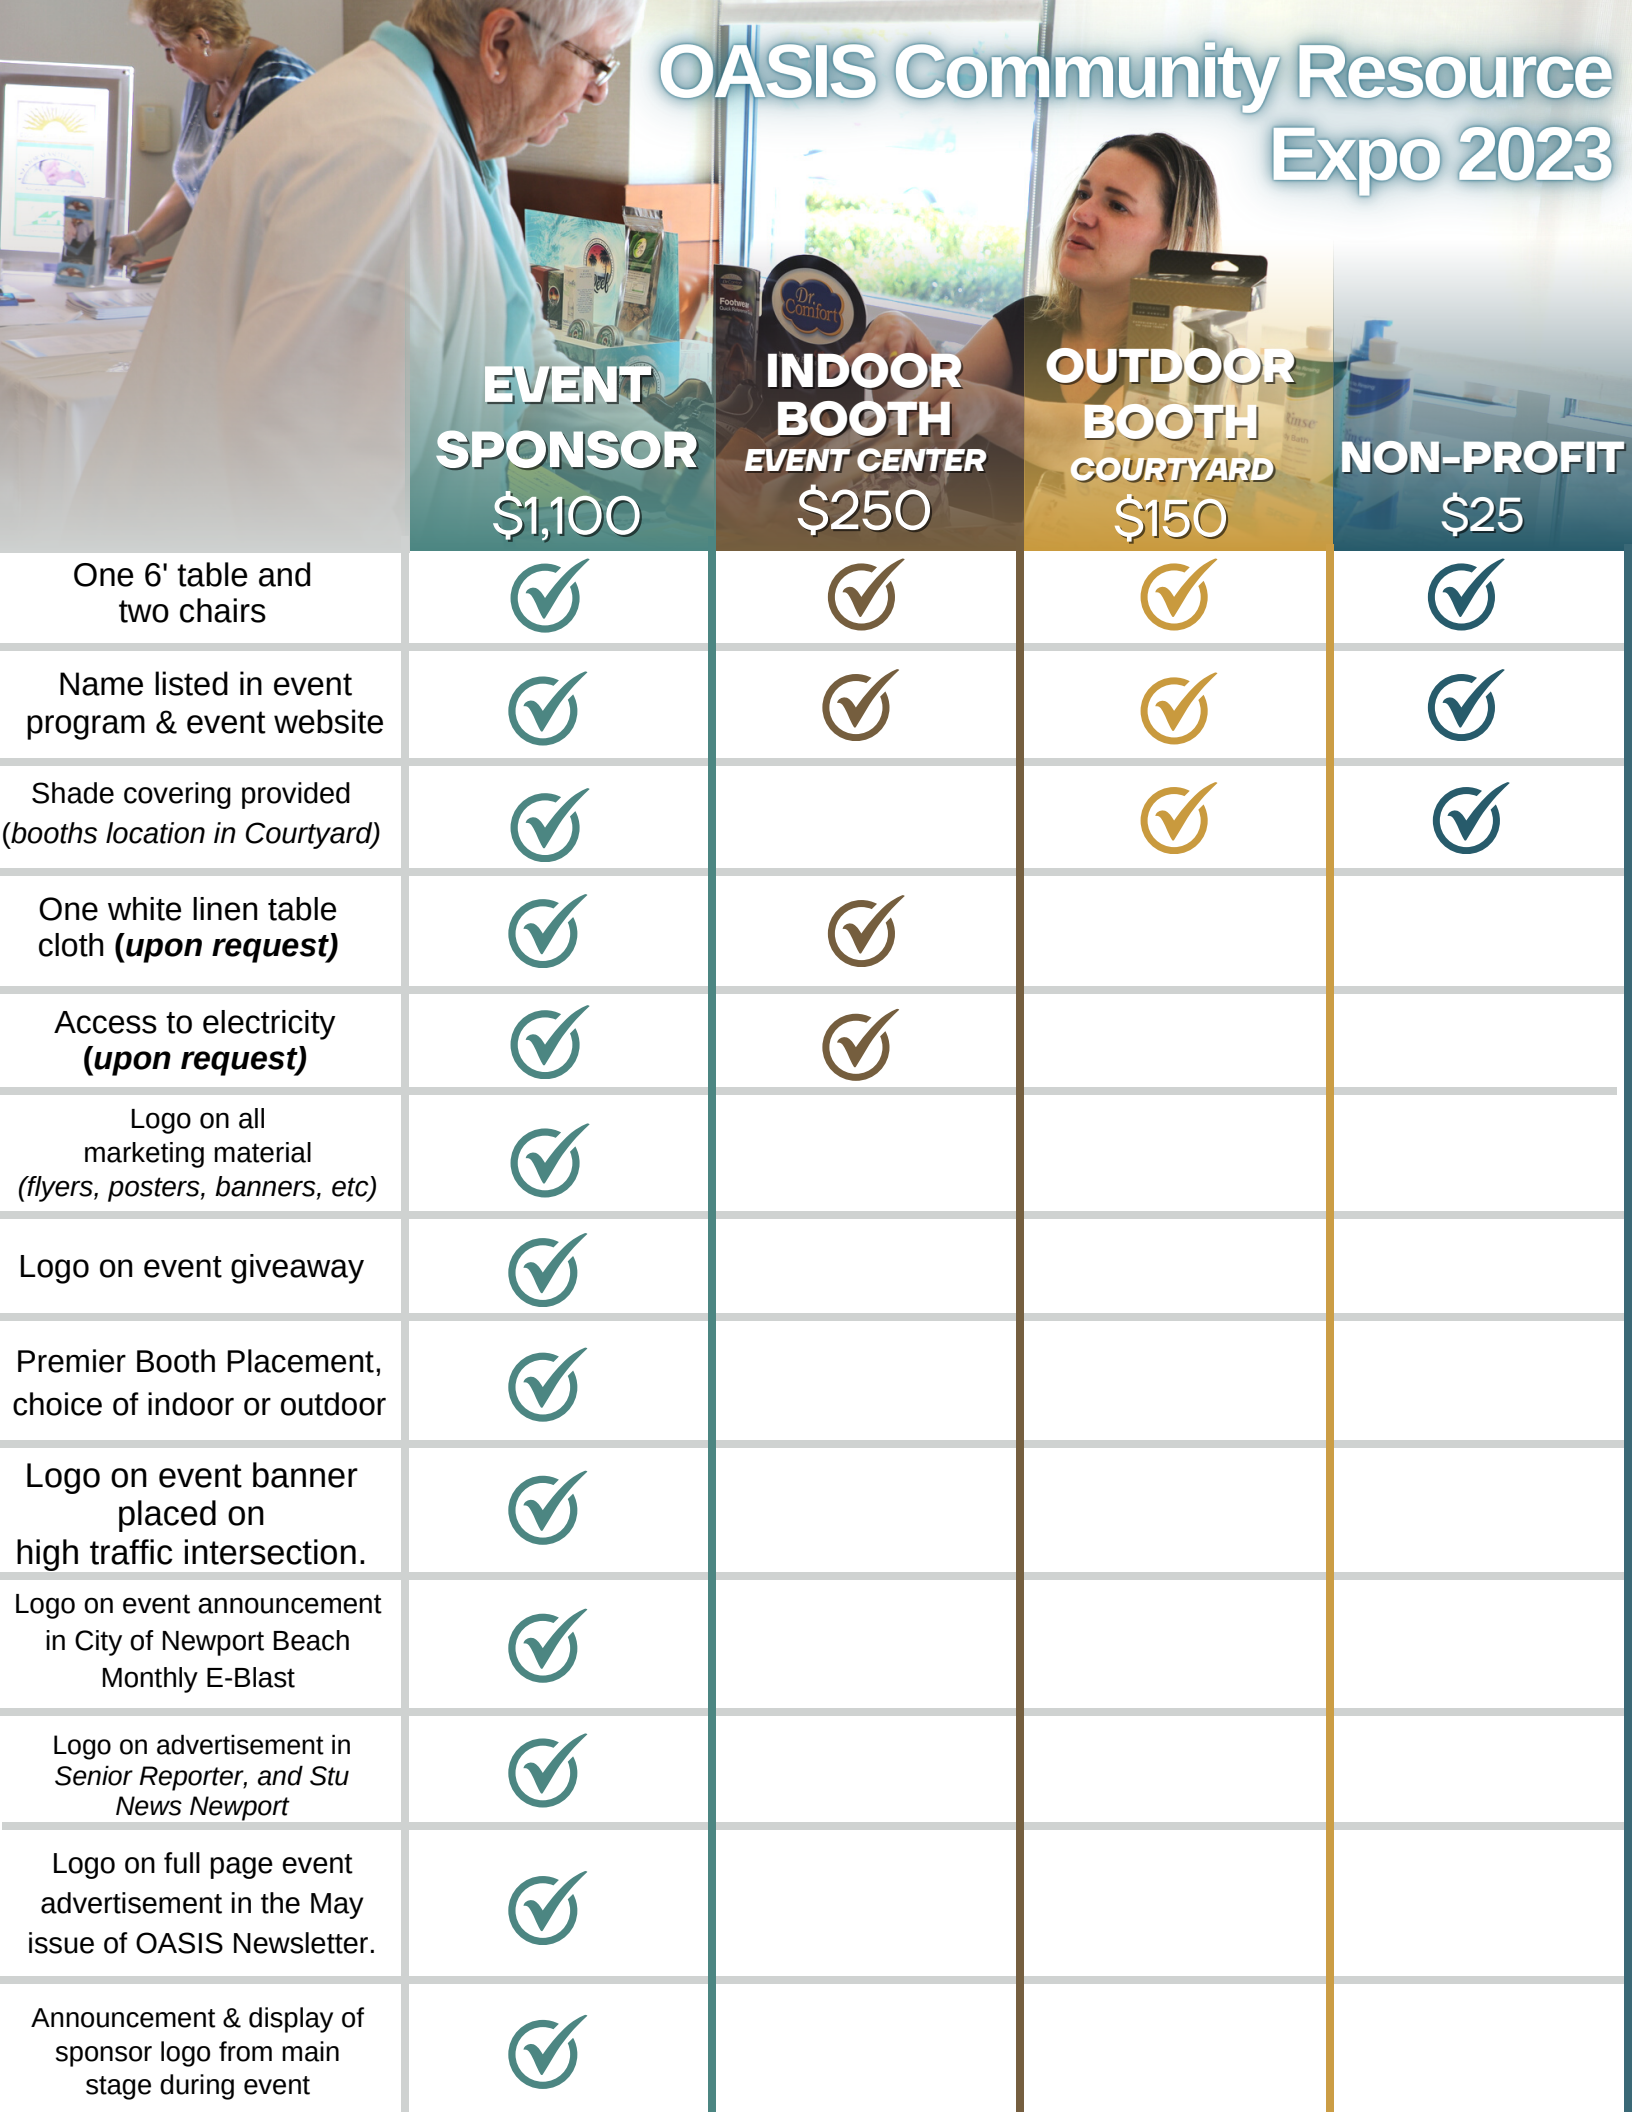 OASIS Community Resource
Expo 2023
Footwear
Dr.
Comfort
Reef
Rinse
EVENT
SPONSOR
$1,100
INDOOR
BOOTH
EVENT CENTER
$250
OUTDOOR
BOOTH
COURTYARD
$150
NON-PROFIT
$25
One 6' table and
two chairs
Name listed in event
program & event website
Shade covering provided
(booths location in Courtyard)
One white linen table
cloth (upon request)
Access to electricity
(upon request)
Logo on all
marketing material
(flyers, posters, banners, etc)
Logo on event giveaway
Premier Booth Placement,
choice of indoor or outdoor
Logo on event banner
placed on
high traffic intersection.
Logo on event announcement
in City of Newport Beach
Monthly E-Blast
Logo on advertisement in
Senior Reporter, and Stu
News Newport
Logo on full page event
advertisement in the May
issue of OASIS Newsletter.
Announcement & display of
sponsor logo from main
stage during event